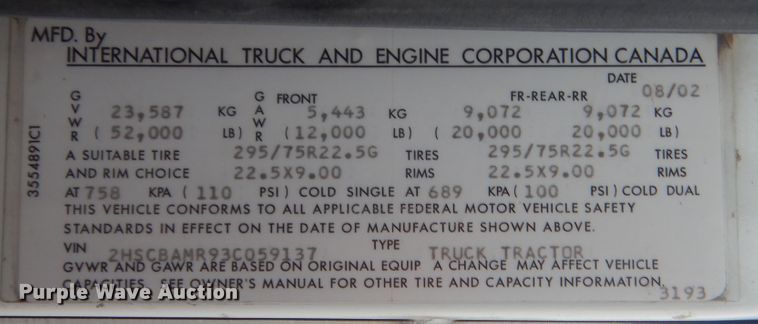 MFD. By
INTERNATIONAL TRUCK AND ENGINE CORPORATION CANADA
DATE 08/02
GVWR 23,587 KG GAWR FRONT 5,443 KG FR-REAR-RR 9,072 9,072 KG
(52,000 LB) (12,000 LB) (20,000 20,000 LB)
A SUITABLE TIRE 295/75R22.5G TIRES 295/75R22.5G TIRES
AND RIM CHOICE 22.5X9.00 RIMS 22.5X9.00 RIMS
AT 758 KPA (110 PSI) COLD SINGLE AT 689 KPA (100 PSI) COLD DUAL
THIS VEHICLE CONFORMS TO ALL APPLICABLE FEDERAL MOTOR VEHICLE SAFETY
STANDARDS IN EFFECT ON THE DATE OF MANUFACTURE SHOWN ABOVE.
VIN 2HSCBAMR93C059137 TYPE TRUCK TRACTOR
GVWR AND GAWR ARE BASED ON ORIGINAL EQUIP A CHANGE MAY AFFECT VEHICLE
CAPACITIES. SEE OWNER'S MANUAL FOR OTHER TIRE AND CAPACITY INFORMATION
3193
3554891C1
Purple Wave Auction